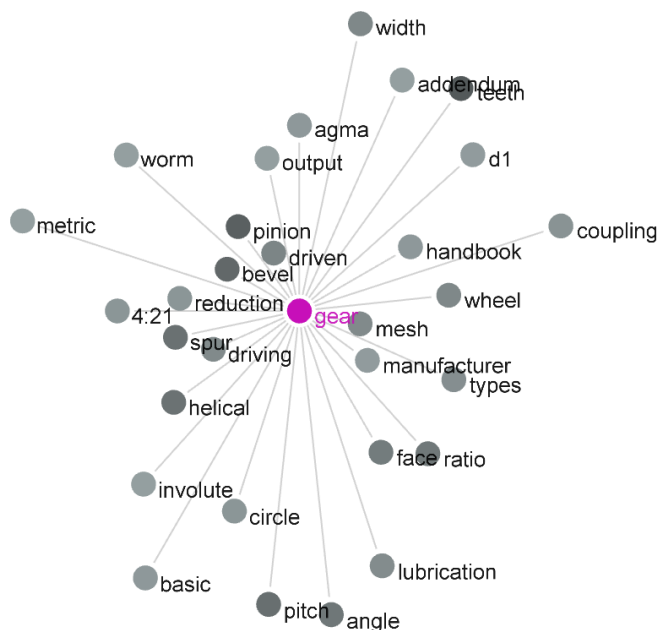 width
addendum
teeth
agma
output
worm
d1
metric
pinion
coupling
driven
handbook
bevel
reduction
wheel
4:21
gear
mesh
spur
driving
manufacturer
types
helical
face
ratio
involute
circle
lubrication
basic
pitch
angle